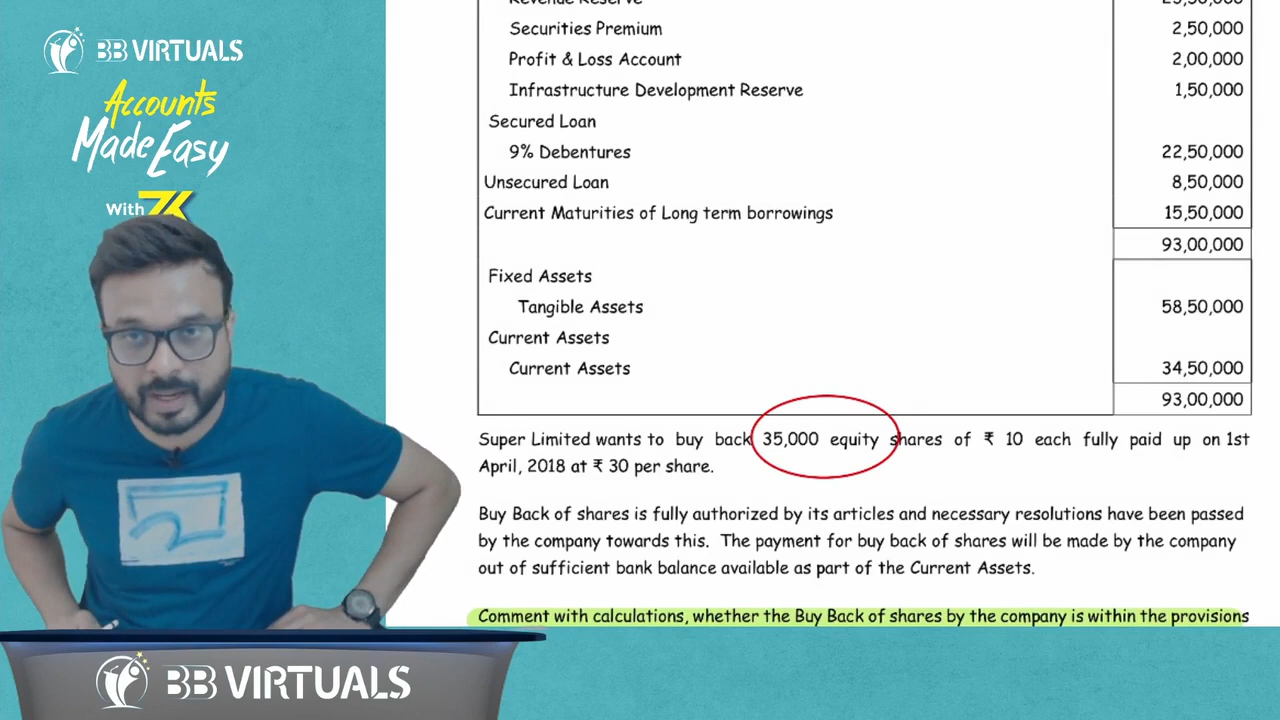 BB VIRTUALS
Accounts
Made Easy
With ZK
Securities Premium 2,50,000
Profit & Loss Account 2,00,000
Infrastructure Development Reserve 1,50,000
Secured Loan
9% Debentures 22,50,000
Unsecured Loan 8,50,000
Current Maturities of Long term borrowings 15,50,000
93,00,000
Fixed Assets
Tangible Assets 58,50,000
Current Assets
Current Assets 34,50,000
93,00,000
Super Limited wants to buy back 35,000 equity shares of ₹ 10 each fully paid up on 1st
April, 2018 at ₹ 30 per share.
Buy Back of shares is fully authorized by its articles and necessary resolutions have been passed
by the company towards this. The payment for buy back of shares will be made by the company
out of sufficient bank balance available as part of the Current Assets.
Comment with calculations, whether the Buy Back of shares by the company is within the provisions
BB VIRTUALS